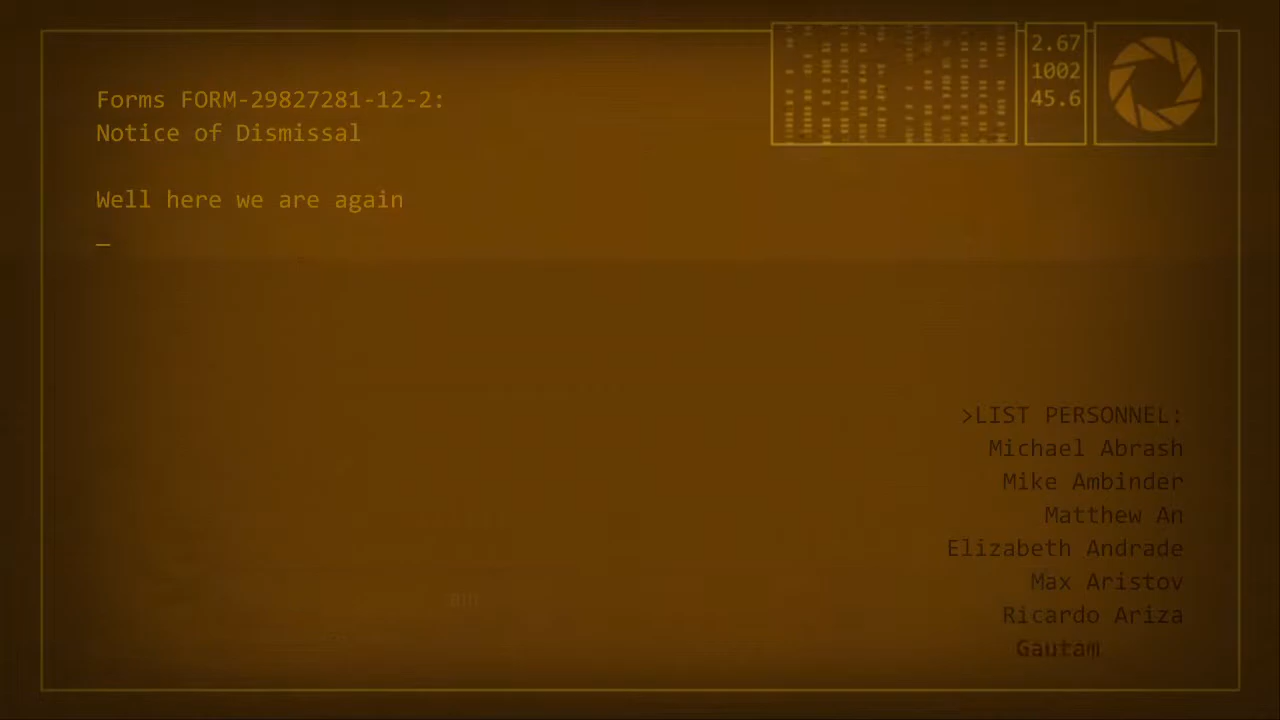 Forms FORM-29827281-12-2:
Notice of Dismissal
Well here we are again
_
2.67
1002
45.6
>LIST PERSONNEL:
Michael Abrash
Mike Ambinder
Matthew An
Elizabeth Andrade
Max Aristov
Ricardo Ariza
Gautam